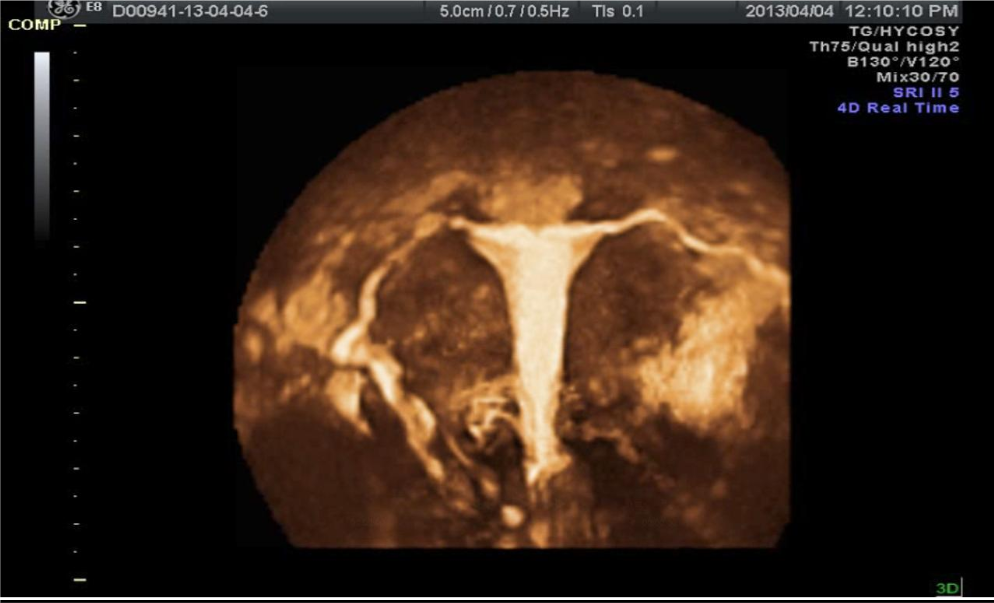 E8 D00941-13-04-04-6 5.0cm / 0.7 / 0.5Hz TIs 0.1 2013/04/04 12:10:10 PM
COMP
TG/HYCOSY
Th75/Qual high2
B130°/V120°
Mix30/70
SRI II 5
4D Real Time
3D